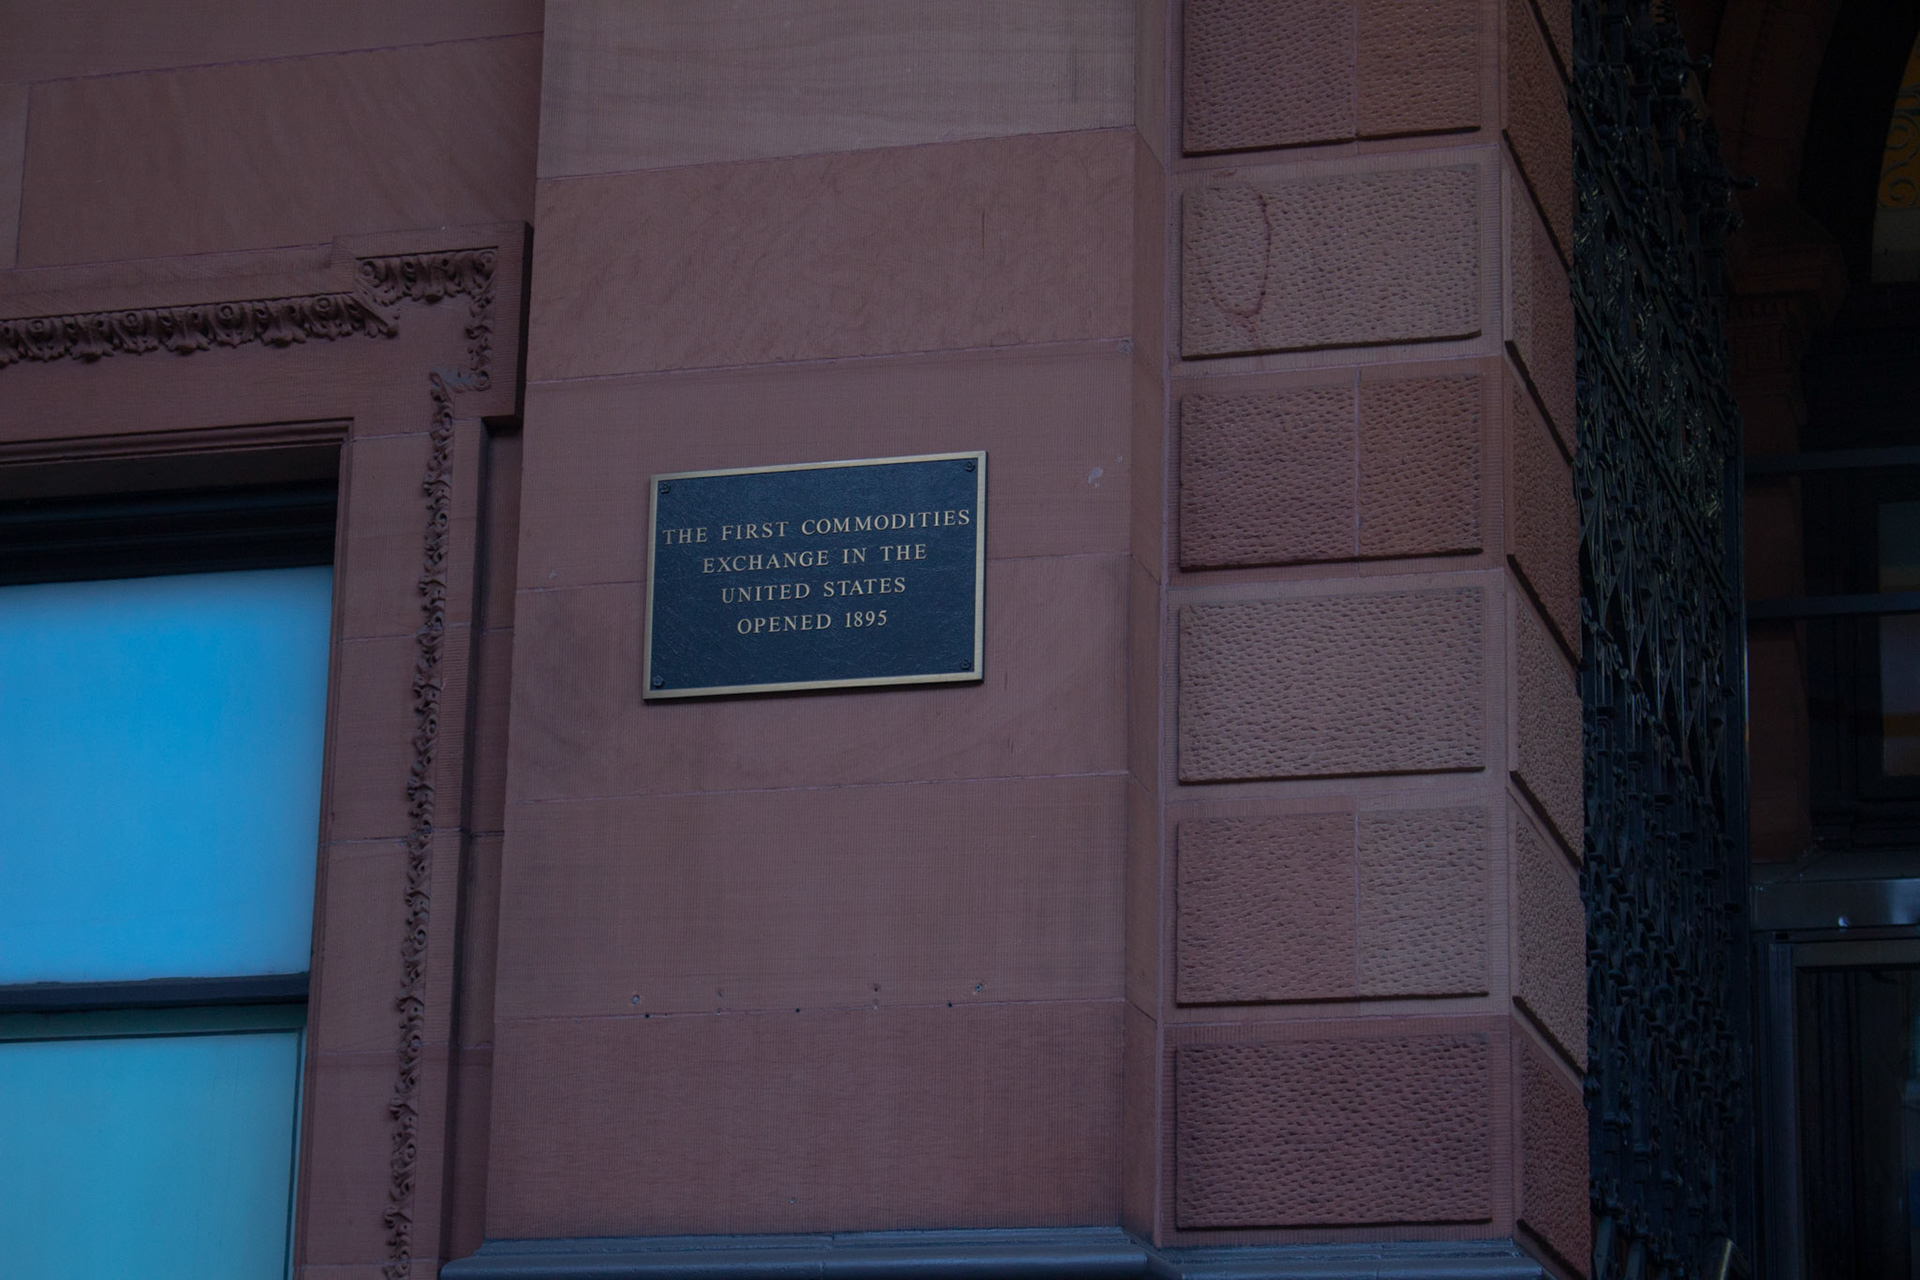 THE FIRST COMMODITIES
EXCHANGE IN THE
UNITED STATES
OPENED 1895